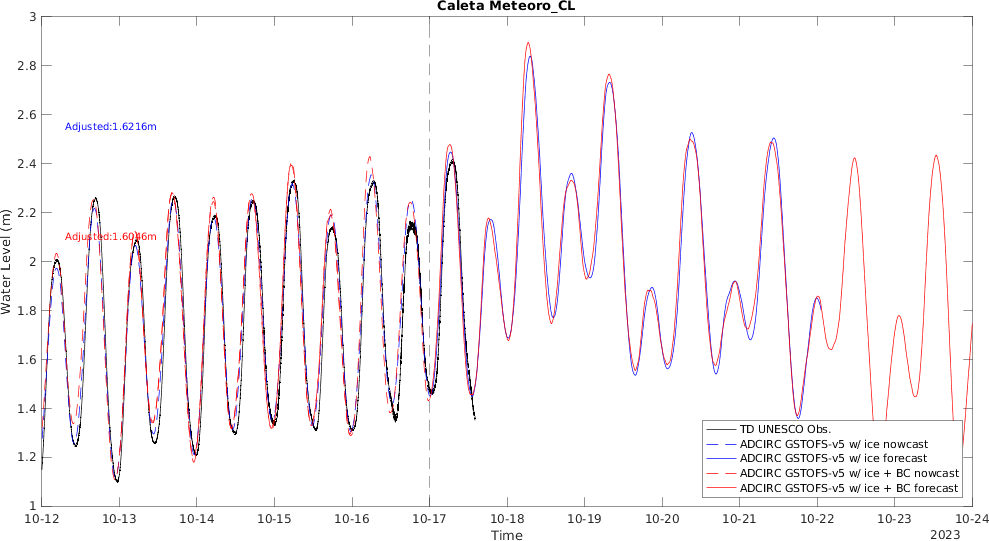 Caleta Meteoro_CL
3
2.8
2.6
2.4
2.2
2
1.8
1.6
1.4
1.2
1
Water Level (m)
Adjusted:1.6216m
Adjusted:1.6046m
TD UNESCO Obs.
ADCIRC GSTOFS-v5 w/ ice nowcast
ADCIRC GSTOFS-v5 w/ ice forecast
ADCIRC GSTOFS-v5 w/ ice + BC nowcast
ADCIRC GSTOFS-v5 w/ ice + BC forecast
10-12 10-13 10-14 10-15 10-16 10-17 10-18 10-19 10-20 10-21 10-22 10-23 10-24
Time
2023